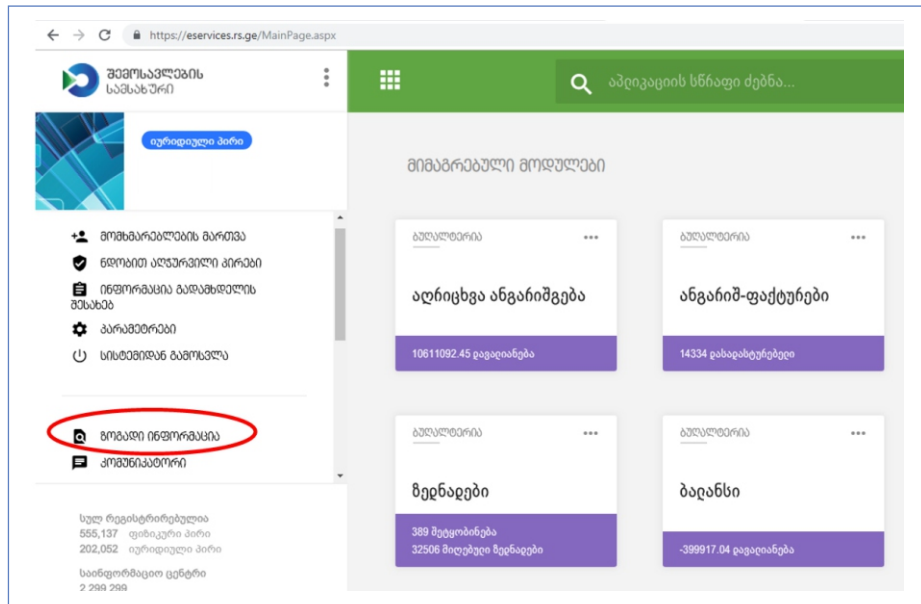 https://eservices.rs.ge/MainPage.aspx
შემოსავლების
სამსახური
აპლიკაციის სწრაფი ძებნა...
იურიდიული პირი
მიმაგრებული მოდულები
მომხმარებლების მართვა
ნდობით აღჭურვილი პირები
ინფორმაცია გადამხდელის
შესახებ
პარამეტრები
სისტემიდან გამოსვლა
ზოგადი ინფორმაცია
კომუნიკატორი
სულ რეგისტრირებულია
555,137 ფიზიკური პირი
202,052 იურიდიული პირი
საინფორმაციო ცენტრი
2 299 299
ბუღალტერია
აღრიცხვა ანგარიშგება
10611092.45 დავალიანება
ბუღალტერია
ანგარიშ-ფაქტურები
14334 დასადასტურებელი
ბუღალტერია
ზედნადები
389 შეტყობინება
32506 მიღებული ზედნადები
ბუღალტერია
ბალანსი
-399917.04 დავალიანება